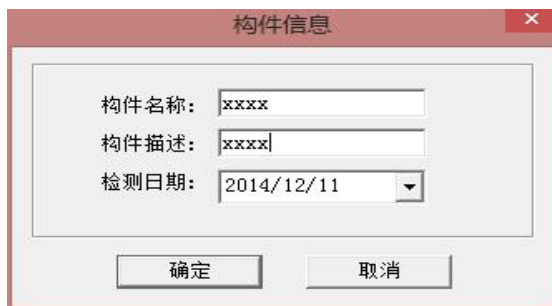 构件信息
构件名称： xxxx
构件描述： xxxx
检测日期： 2014/12/11
确定 取消